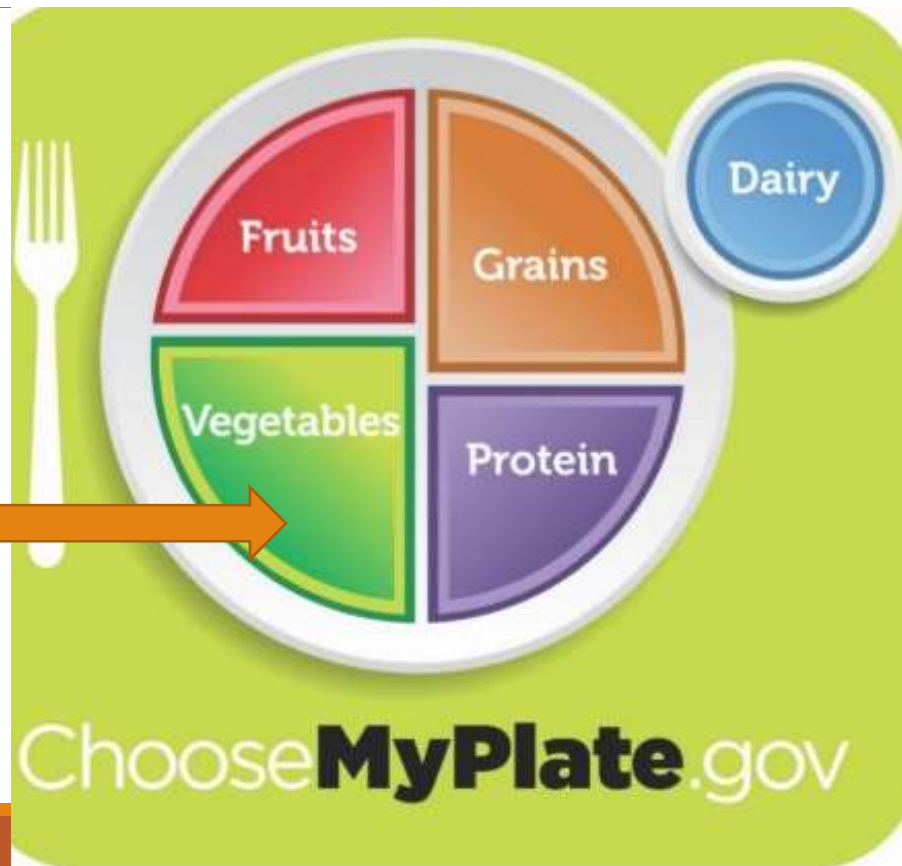 Dairy
Fruits
Grains
Vegetables
Protein
ChooseMyPlate.gov